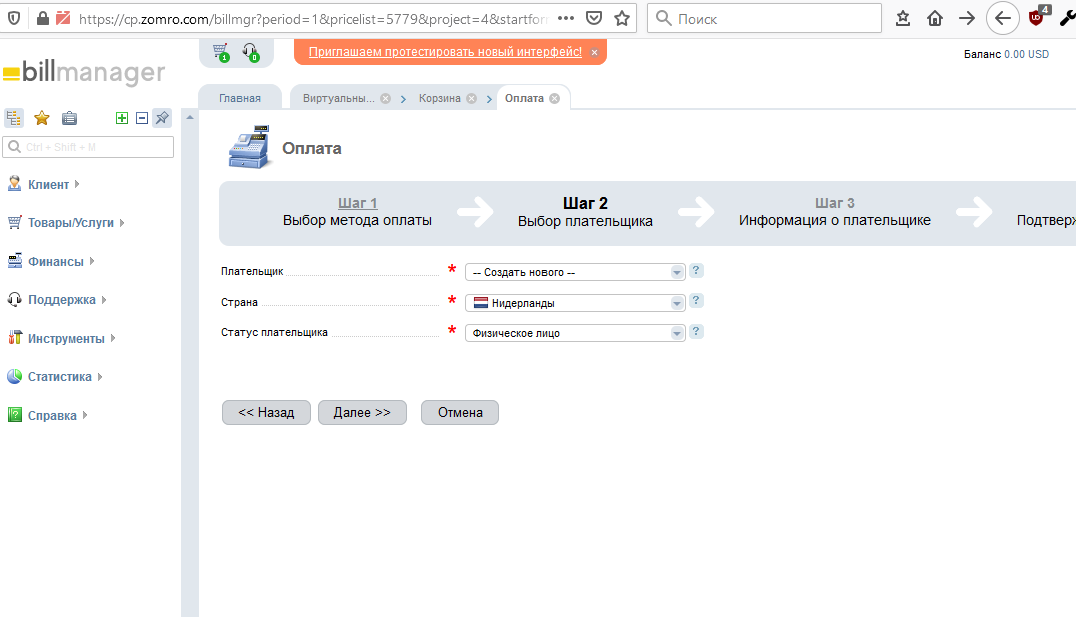 https://cp.zomro.com/billmgr?period=1&pricelist=5779&project=4&startfor
Поиск
4
billmanager
1
0
Приглашаем протестировать новый интерфейс!
Баланс 0.00 USD
Главная
Виртуальны...
Корзина
Оплата
Ctrl + Shift + M
Клиент
Товары/Услуги
Финансы
Поддержка
Инструменты
Статистика
Справка
Оплата
Шаг 1
Выбор метода оплаты
Шаг 2
Выбор плательщика
Шаг 3
Информация о плательщике
Подтверж
Плательщик * -- Создать нового -- ?
Страна * Нидерланды ?
Статус плательщика * Физическое лицо ?
<< Назад
Далее >>
Отмена